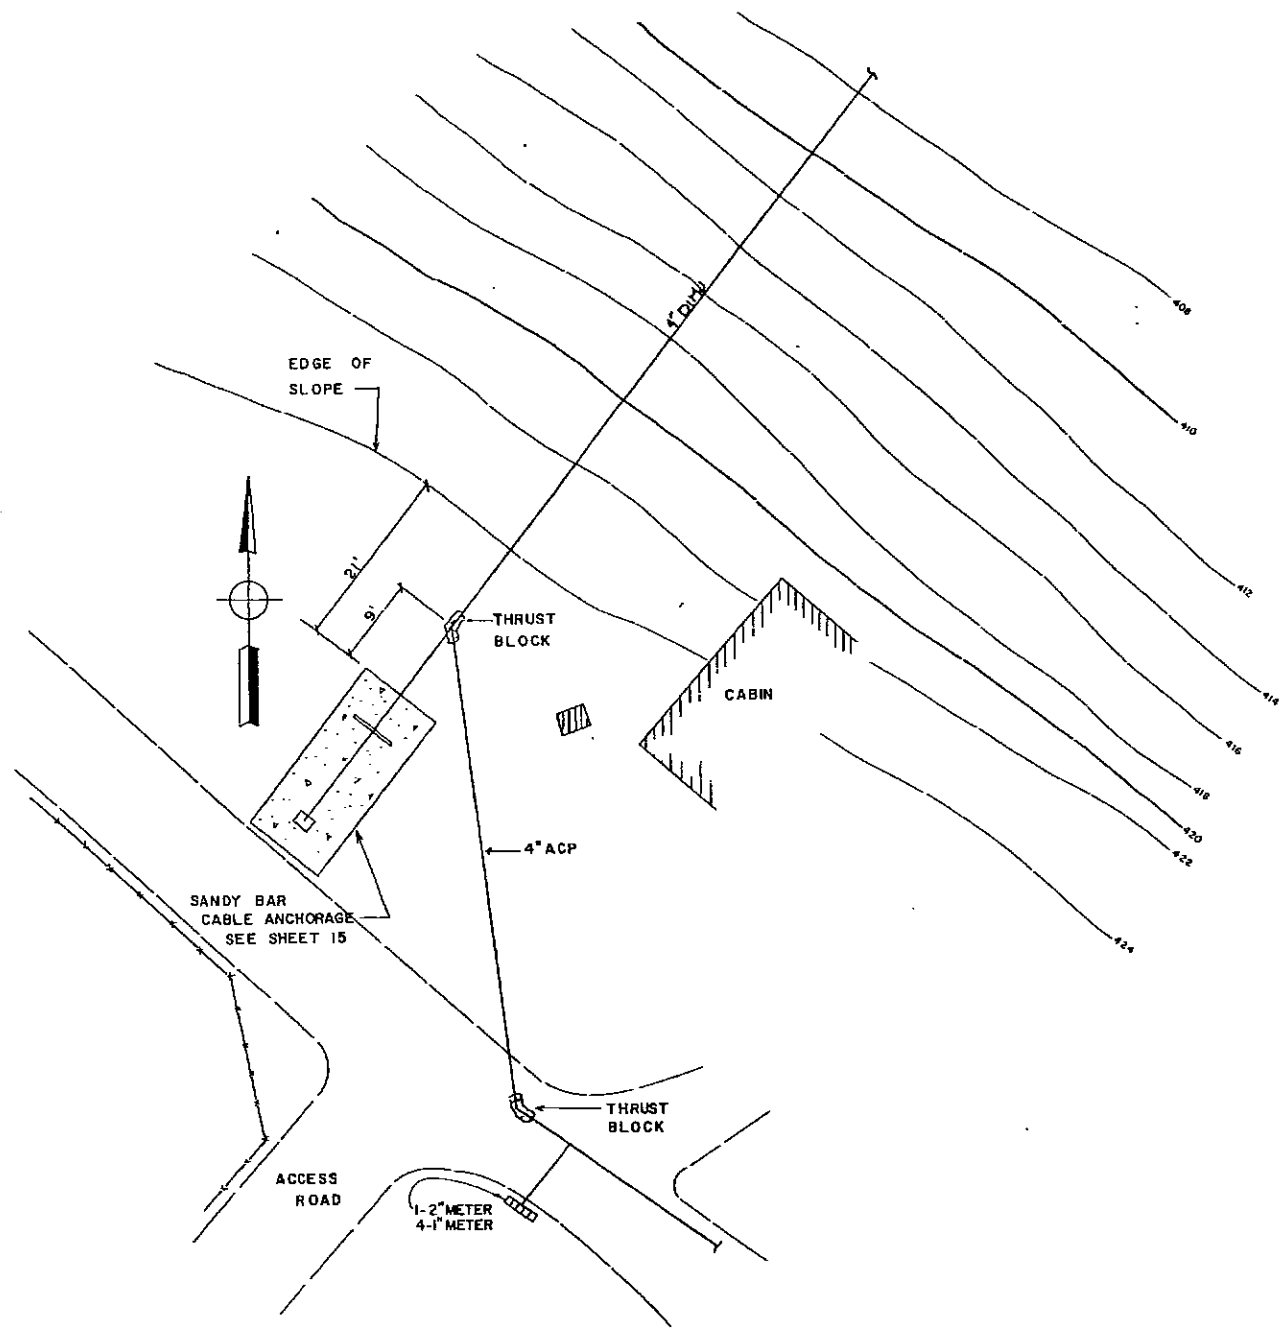 EDGE OF
SLOPE
21'
9'
THRUST
BLOCK
CABIN
4" ACP
SANDY BAR
CABLE ANCHORAGE
SEE SHEET 15
THRUST
BLOCK
ACCESS
ROAD
1-2" METER
4-1" METER
408
410
412
414
416
418
420
422
424